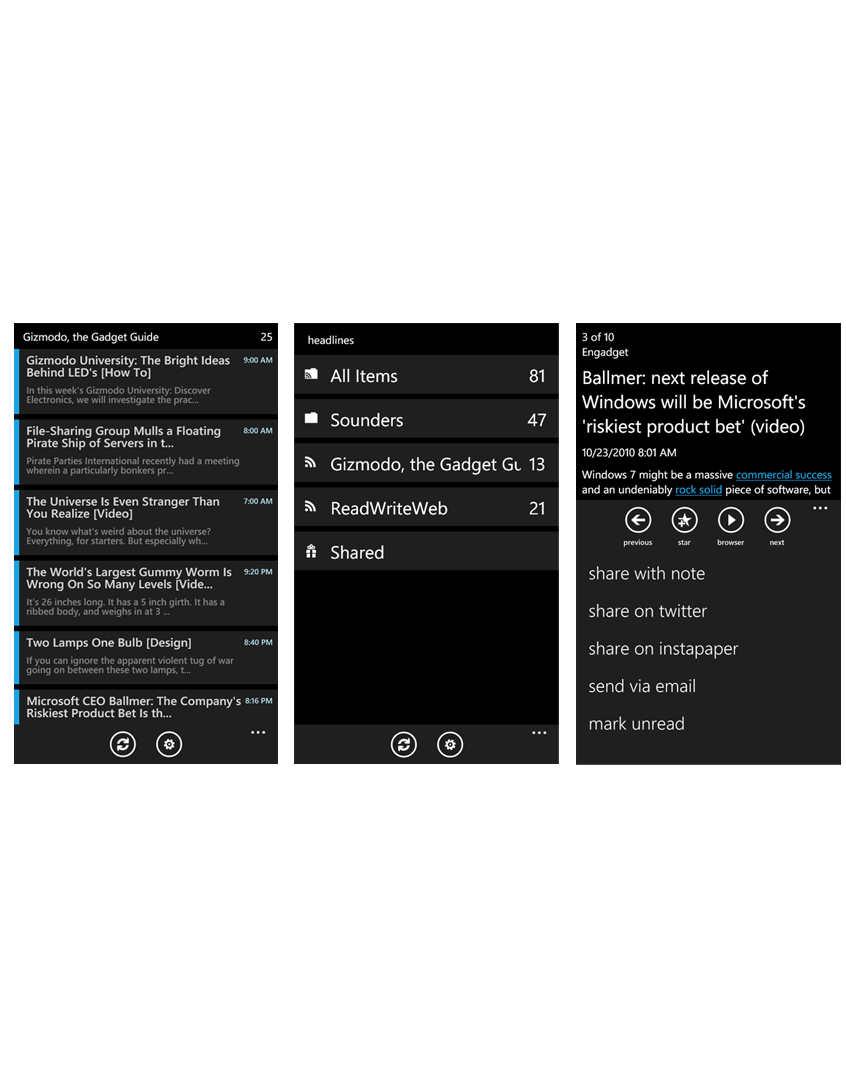 Gizmodo, the Gadget Guide 25
Gizmodo University: The Bright Ideas 9:00 AM
Behind LED's [How To]
In this week's Gizmodo University: Discover
Electronics, we will investigate the prac...
File-Sharing Group Mulls a Floating 8:00 AM
Pirate Ship of Servers in t...
Pirate Parties International recently had a meeting
wherein a particularly bonkers pr...
The Universe Is Even Stranger Than 7:00 AM
You Realize [Video]
You know what's weird about the universe?
Everything, for starters. But especially wh...
The World's Largest Gummy Worm Is 9:20 PM
Wrong On So Many Levels [Vide...
It's 26 inches long. It has a 5 inch girth. It has a
ribbed body, and weighs in at 3 ...
Two Lamps One Bulb [Design] 8:40 PM
If you can ignore the apparent violent tug of war
going on between these two lamps, t...
Microsoft CEO Ballmer: The Company's 8:16 PM
Riskiest Product Bet Is th...
...
headlines
All Items 81
Sounders 47
Gizmodo, the Gadget Gu 13
ReadWriteWeb 21
Shared
...
3 of 10
Engadget
Ballmer: next release of
Windows will be Microsoft's
'riskiest product bet' (video)
10/23/2010 8:01 AM
Windows 7 might be a massive commercial success
and an undeniably rock solid piece of software, but
...
previous star browser next
share with note
share on twitter
share on instapaper
send via email
mark unread